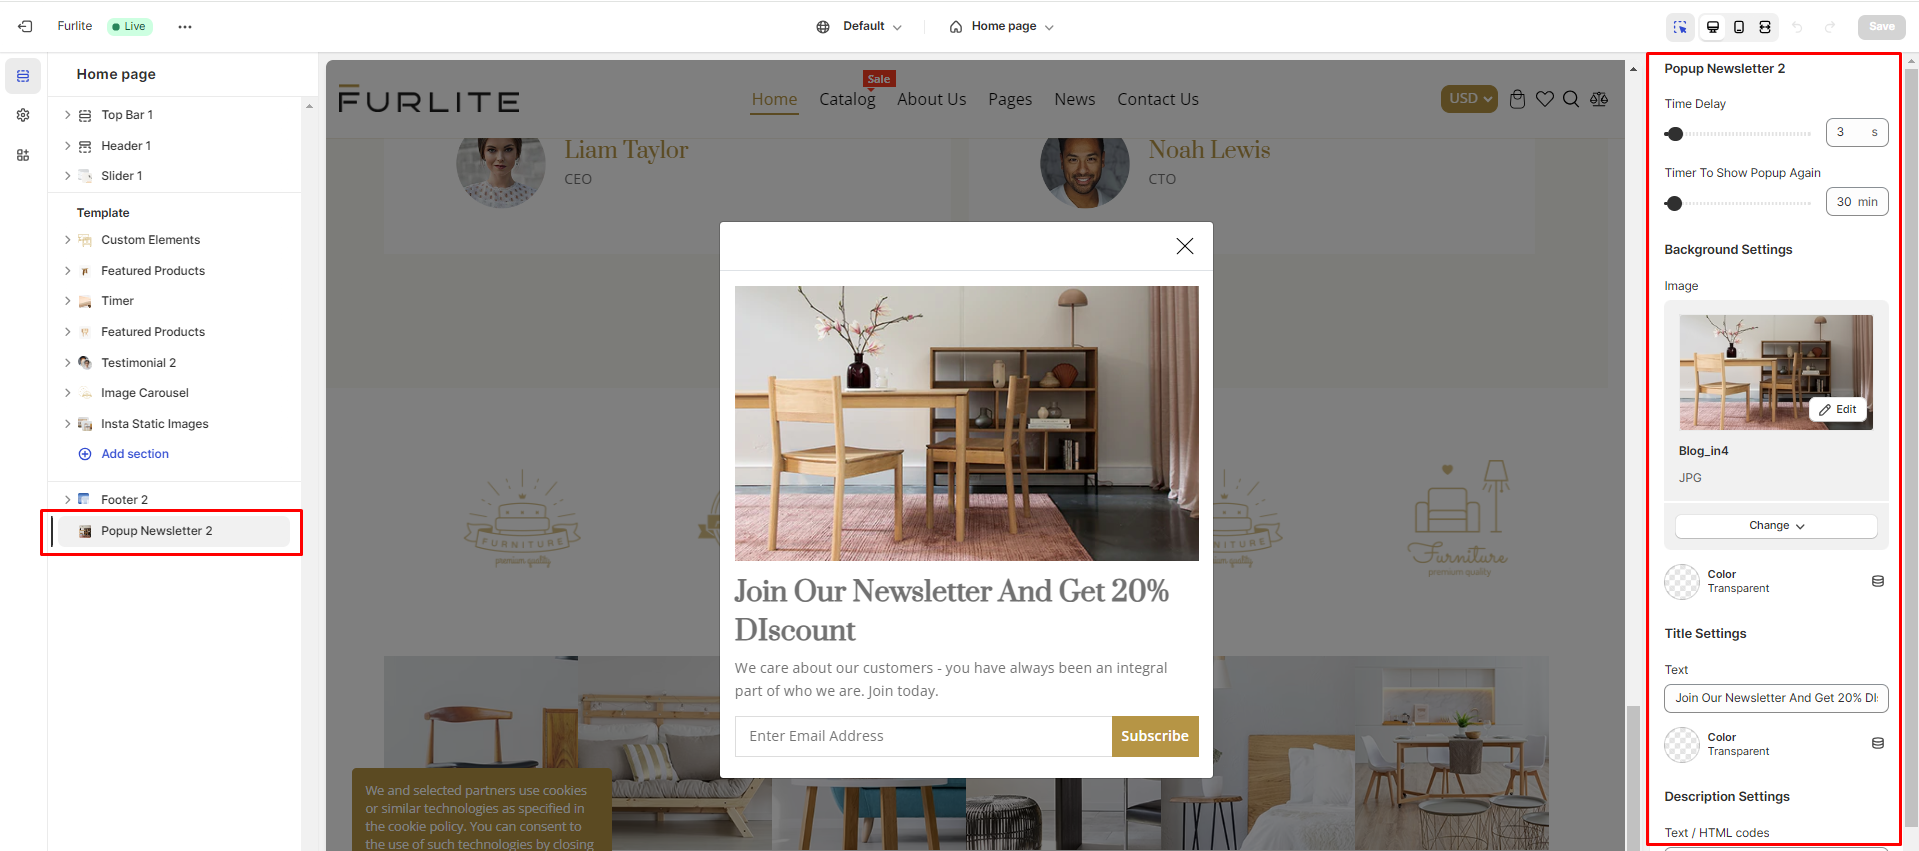 Furlite
Live
Default
Home page
Save
Home page
Top Bar 1
Header 1
Slider 1
Template
Custom Elements
Featured Products
Timer
Featured Products
Testimonial 2
Image Carousel
Insta Static Images
Add section
Footer 2
Popup Newsletter 2
FURLITE
Sale
Home
Catalog
About Us
Pages
News
Contact Us
USD
Liam Taylor
CEO
Noah Lewis
CTO
FURNITURE
premium quality
Furniture
premium quality
Join Our Newsletter And Get 20%
DIscount
We care about our customers - you have always been an integral
part of who we are. Join today.
Enter Email Address
Subscribe
We and selected partners use cookies
or similar technologies as specified in
the cookie policy. You can consent to
the use of such technologies by closing
Popup Newsletter 2
Time Delay
3 s
Timer To Show Popup Again
30 min
Background Settings
Image
Edit
Blog_in4
JPG
Change
Color
Transparent
Title Settings
Text
Join Our Newsletter And Get 20% DI
Color
Transparent
Description Settings
Text / HTML codes